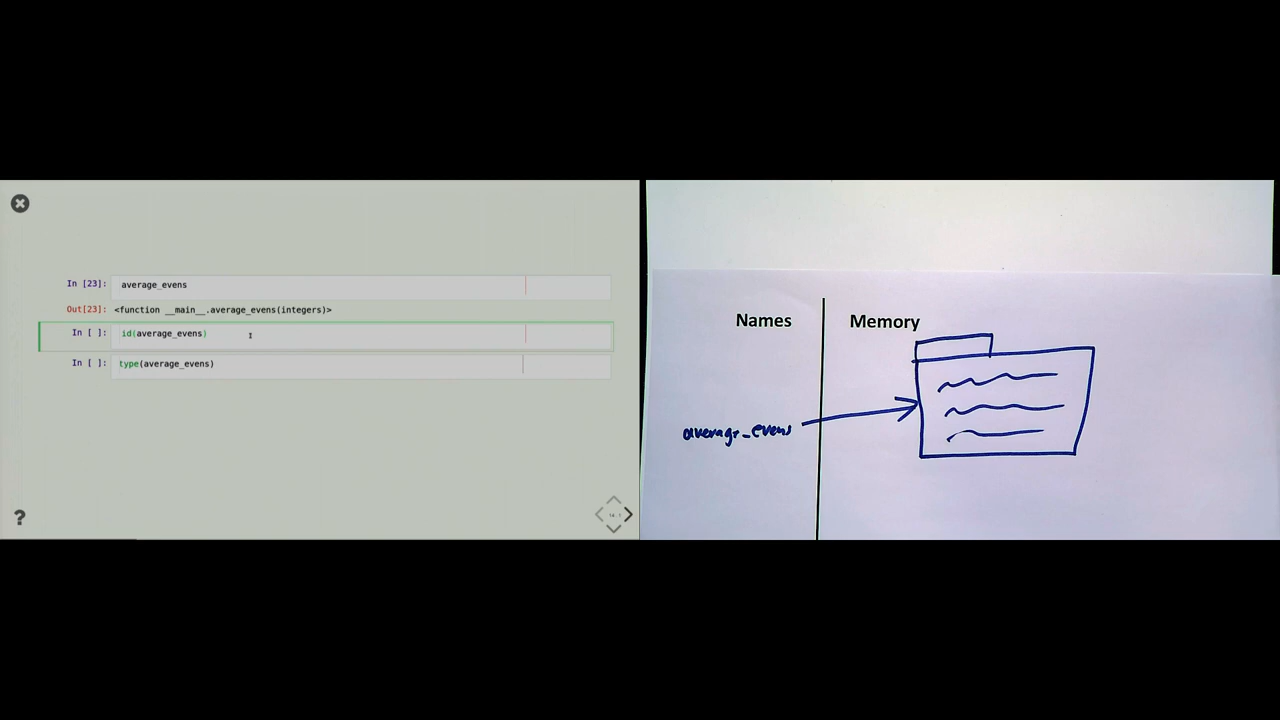 In [23]: average_evens
Out[23]: <function __main__.average_evens(integers)>
In [ ]: id(average_evens)
In [ ]: type(average_evens)
?
Names
Memory
average_evens